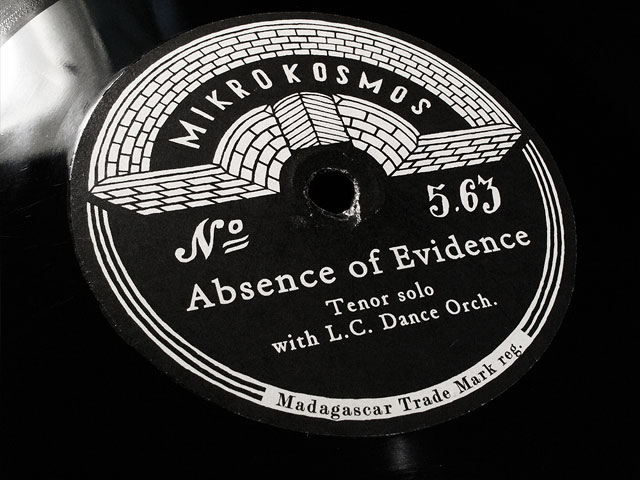 MIKROKOSMOS
No
5.63
Absence of Evidence
Tenor solo
with L.C. Dance Orch.
Madagascar Trade Mark reg.